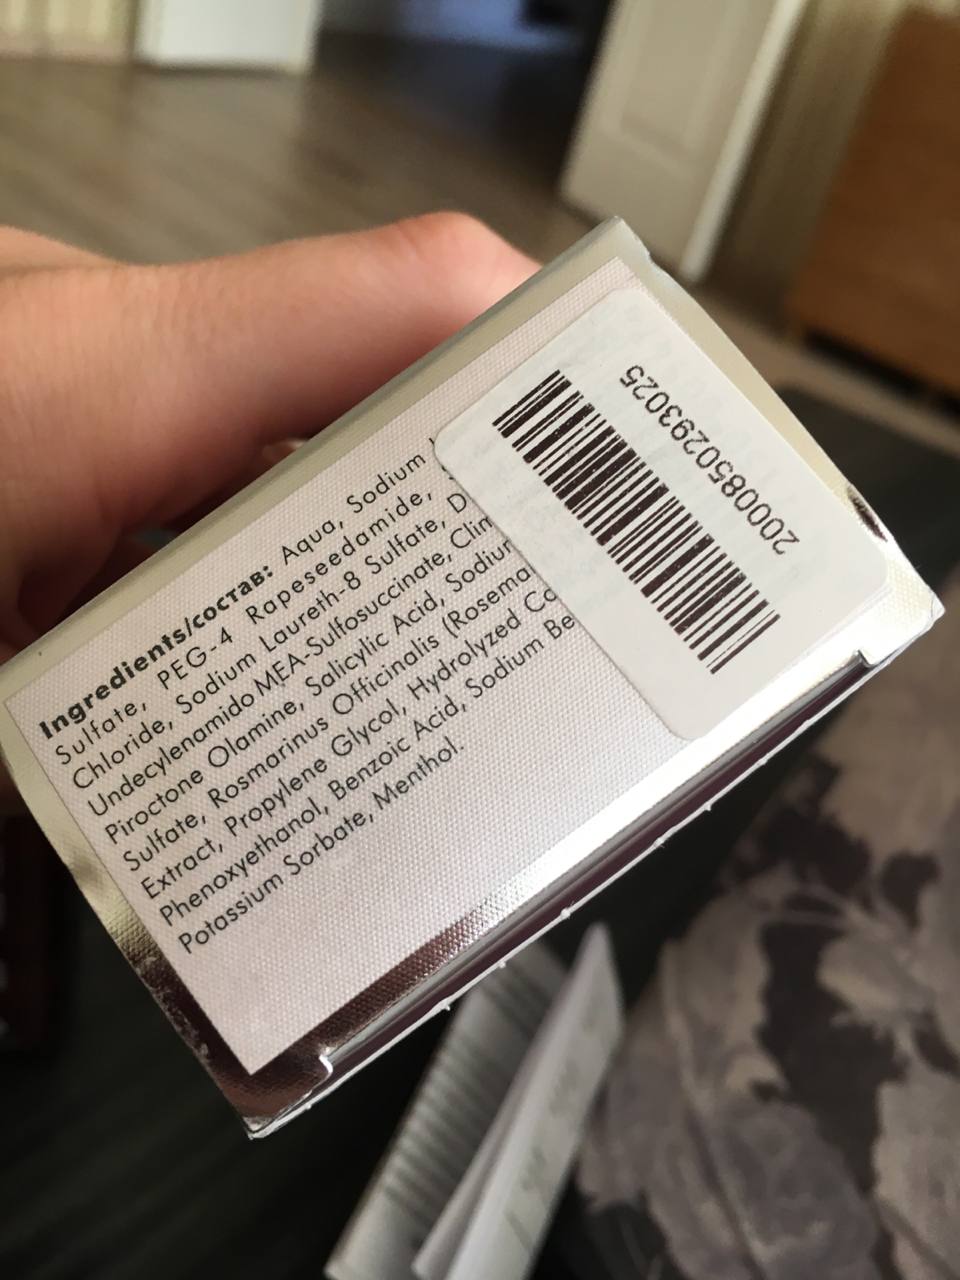 Ingredients/состав: Aqua, Sodium
Sulfate, PEG-4 Rapeseedamide,
Chloride, Sodium Laureth-8 Sulfate, D
Undecylenamido MEA-Sulfosuccinate, Clim
Piroctone Olamine, Salicylic Acid, Sodium
Sulfate, Rosmarinus Officinalis (Rosema
Extract, Propylene Glycol, Hydrolyzed Co
Phenoxyethanol, Benzoic Acid, Sodium Be
Potassium Sorbate, Menthol.
2000850293025